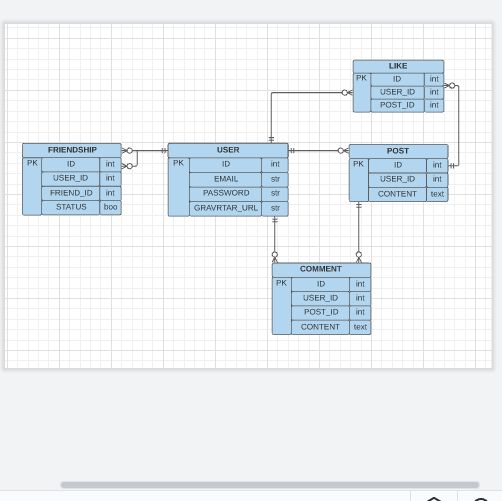 LIKE
PK ID int
USER_ID int
POST_ID int
FRIENDSHIP
PK ID int
USER_ID int
FRIEND_ID int
STATUS boo
USER
PK ID int
EMAIL str
PASSWORD str
GRAVRTAR_URL str
POST
PK ID int
USER_ID int
CONTENT text
COMMENT
PK ID int
USER_ID int
POST_ID int
CONTENT text